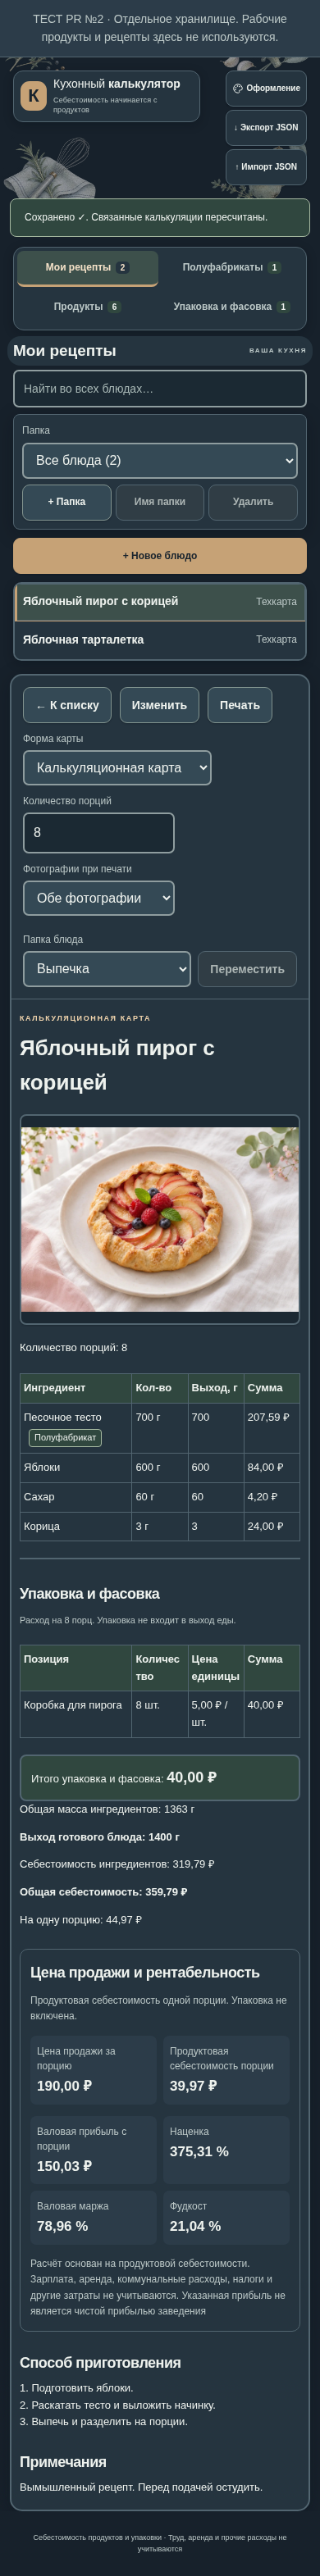 ТЕСТ PR №2 · Отдельное хранилище. Рабочие
продукты и рецепты здесь не используются.
К
Кухонный калькулятор
Себестоимость начинается с
продуктов
Оформление
↓ Экспорт JSON
↑ Импорт JSON
Сохранено ✓. Связанные калькуляции пересчитаны.
Мои рецепты 2
Полуфабрикаты 1
Продукты 6
Упаковка и фасовка 1
Мои рецепты
ВАША КУХНЯ
Найти во всех блюдах…
Папка
Все блюда (2)
+ Папка
Имя папки
Удалить
+ Новое блюдо
Яблочный пирог с корицей
Техкарта
Яблочная тарталетка
Техкарта
← К списку
Изменить
Печать
Форма карты
Калькуляционная карта
Количество порций
8
Фотографии при печати
Обе фотографии
Папка блюда
Выпечка
Переместить
КАЛЬКУЛЯЦИОННАЯ КАРТА
Яблочный пирог с
корицей
Количество порций: 8
Ингредиент Кол-во Выход, г Сумма
Песочное тесто 700 г 700 207,59 ₽
Полуфабрикат
Яблоки 600 г 600 84,00 ₽
Сахар 60 г 60 4,20 ₽
Корица 3 г 3 24,00 ₽
Упаковка и фасовка
Расход на 8 порц. Упаковка не входит в выход еды.
Позиция Количес Цена Сумма
тво единицы
Коробка для пирога 8 шт. 5,00 ₽ / 40,00 ₽
шт.
Итого упаковка и фасовка: 40,00 ₽
Общая масса ингредиентов: 1363 г
Выход готового блюда: 1400 г
Себестоимость ингредиентов: 319,79 ₽
Общая себестоимость: 359,79 ₽
На одну порцию: 44,97 ₽
Цена продажи и рентабельность
Продуктовая себестоимость одной порции. Упаковка не
включена.
Цена продажи за
порцию
190,00 ₽
Продуктовая
себестоимость порции
39,97 ₽
Валовая прибыль с
порции
150,03 ₽
Наценка
375,31 %
Валовая маржа
78,96 %
Фудкост
21,04 %
Расчёт основан на продуктовой себестоимости.
Зарплата, аренда, коммунальные расходы, налоги и
другие затраты не учитываются. Указанная прибыль не
является чистой прибылью заведения
Способ приготовления
1. Подготовить яблоки.
2. Раскатать тесто и выложить начинку.
3. Выпечь и разделить на порции.
Примечания
Вымышленный рецепт. Перед подачей остудить.
Себестоимость продуктов и упаковки · Труд, аренда и прочие расходы не
учитываются